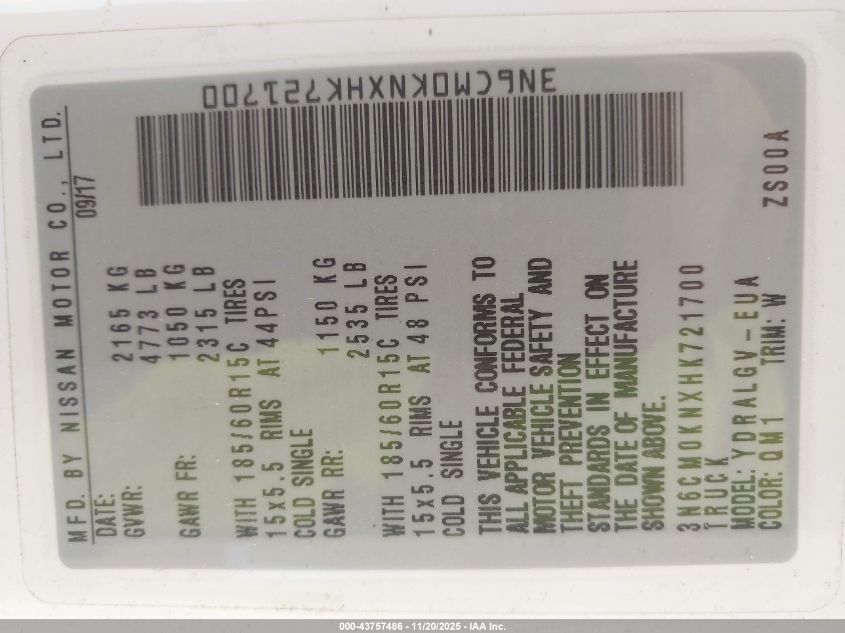 MFD. BY NISSAN MOTOR CO., LTD.
DATE: 09/17
GVWR: 2165 KG
4773 LB
GAWR FR: 1050 KG
2315 LB
WITH 185/60R15C TIRES
15x5.5 RIMS AT 44PSI
COLD SINGLE
GAWR RR: 1150 KG
2535 LB
WITH 185/60R15C TIRES
15x5.5 RIMS AT 48PSI
COLD SINGLE
THIS VEHICLE CONFORMS TO
ALL APPLICABLE FEDERAL
MOTOR VEHICLE SAFETY AND
THEFT PREVENTION
STANDARDS IN EFFECT ON
THE DATE OF MANUFACTURE
SHOWN ABOVE.
3N6CM0KNXHK721700
TRUCK
MODEL: YDRALGV-EUA
COLOR: QM1 TRIM: W
ZS00A
3N6CM0KNXHK721700
000-43757486 - 11/20/2025 - IAA Inc.